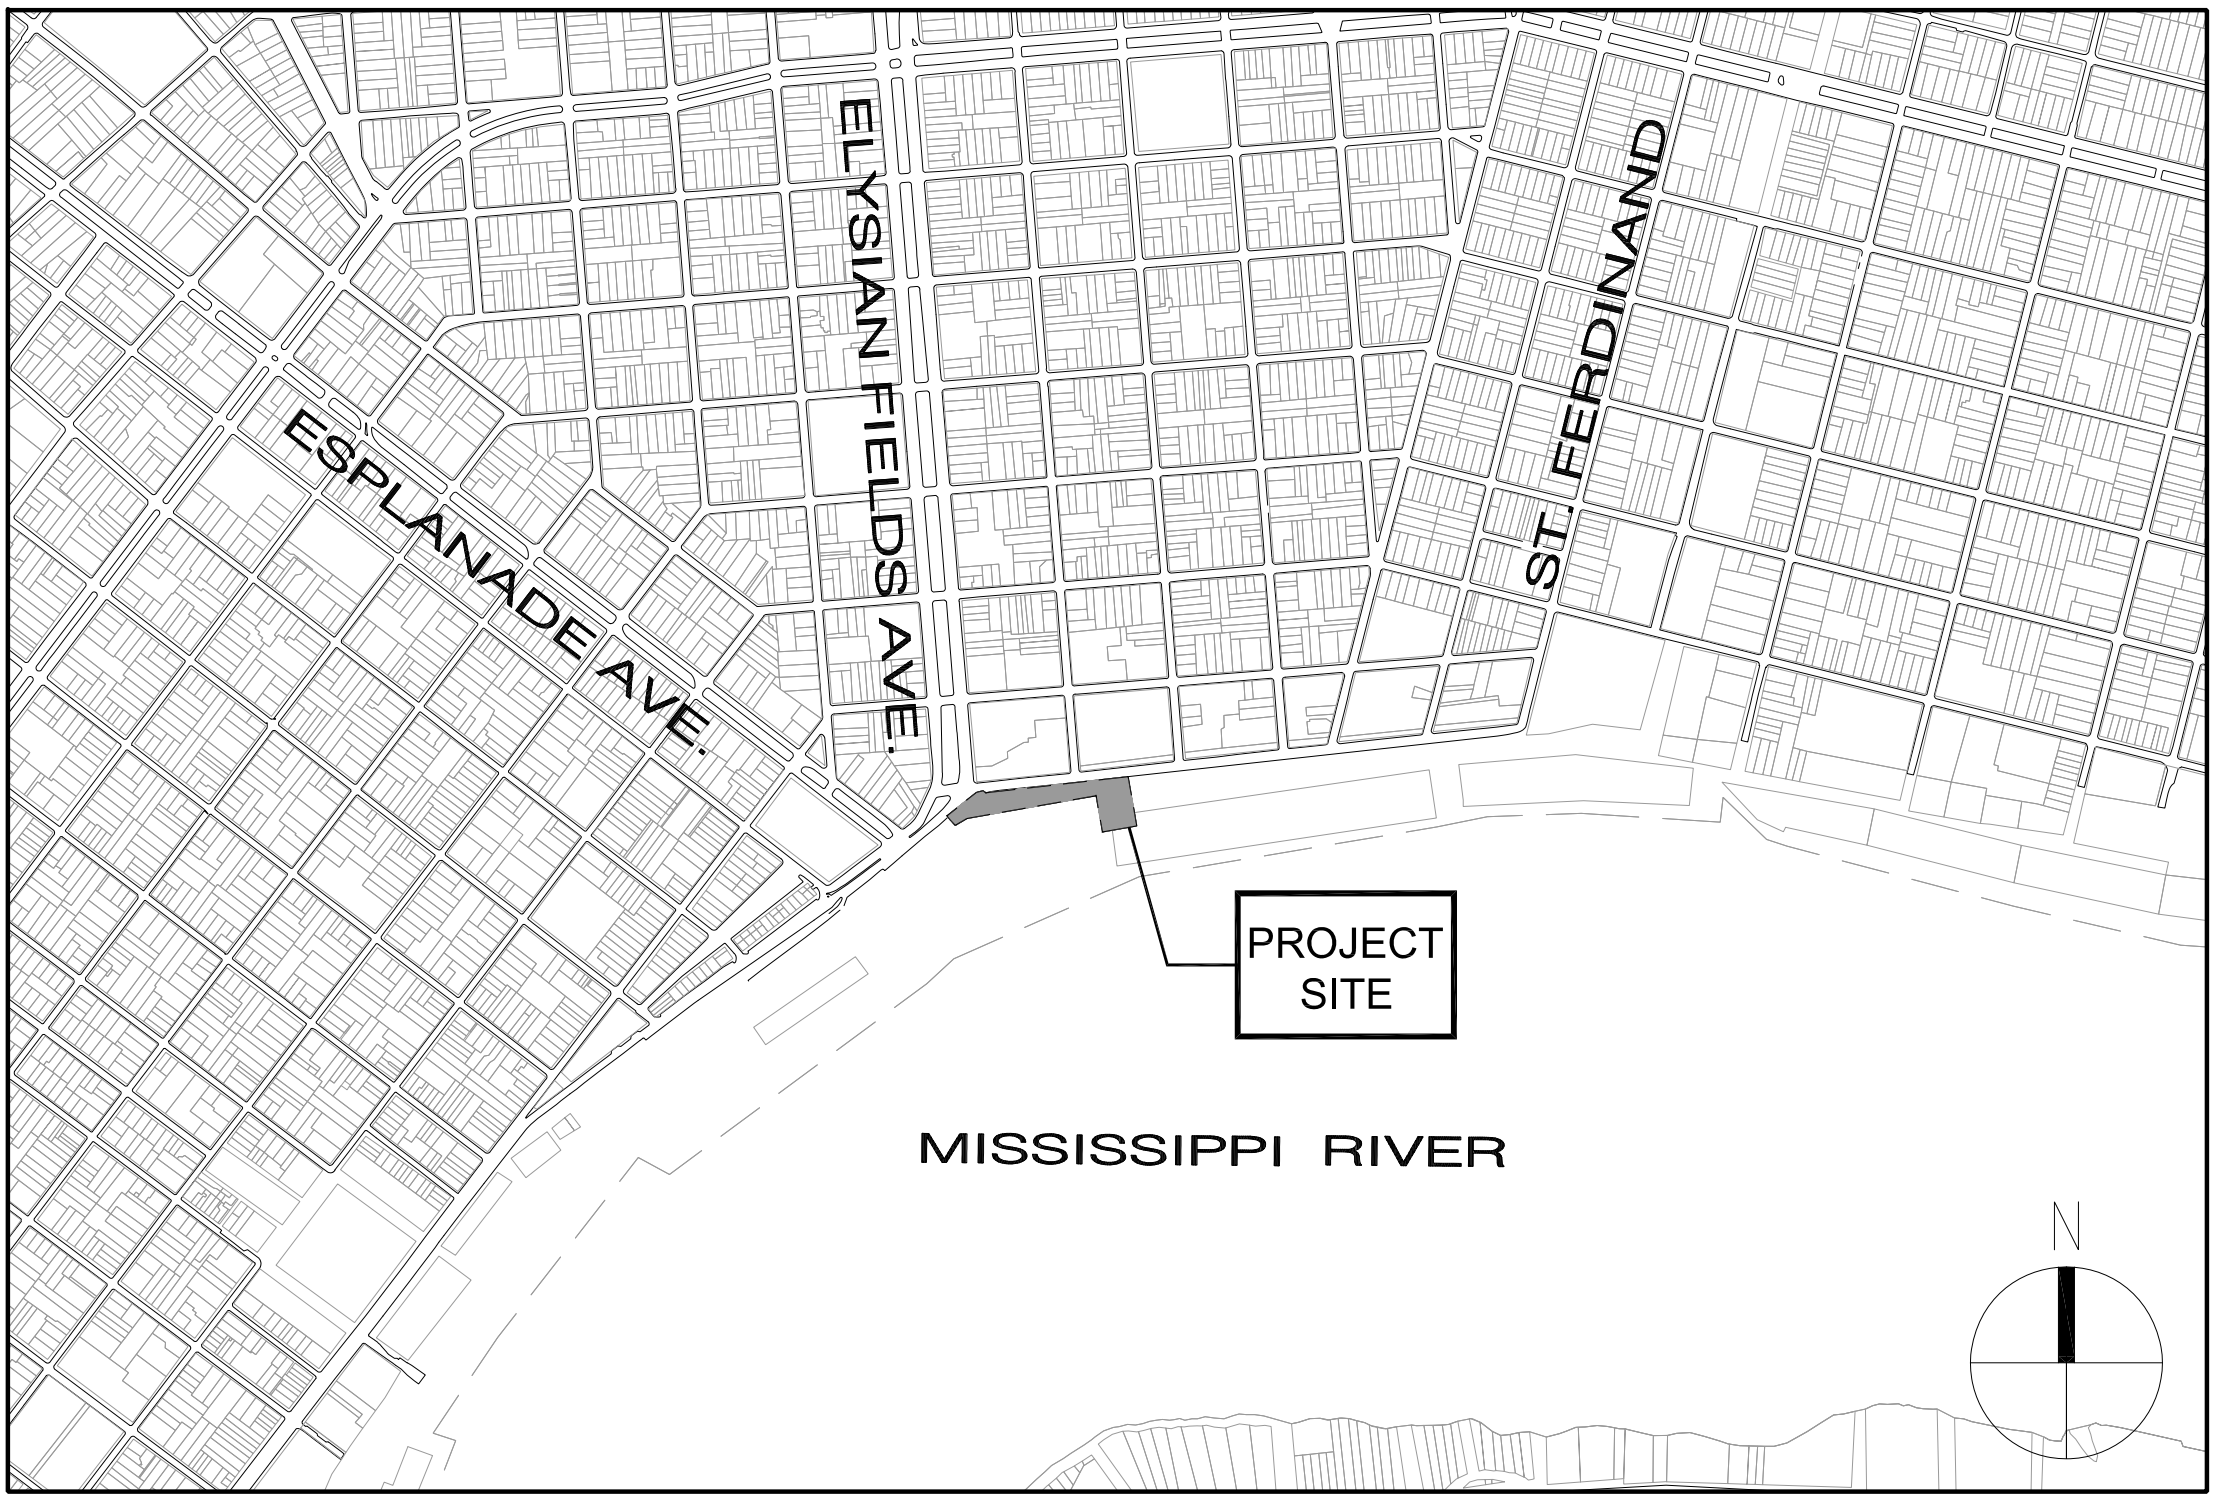 ELYSIAN FIELDS AVE.
ST. FERDINAND
ESPLANADE AVE.
PROJECT
SITE
MISSISSIPPI RIVER
N